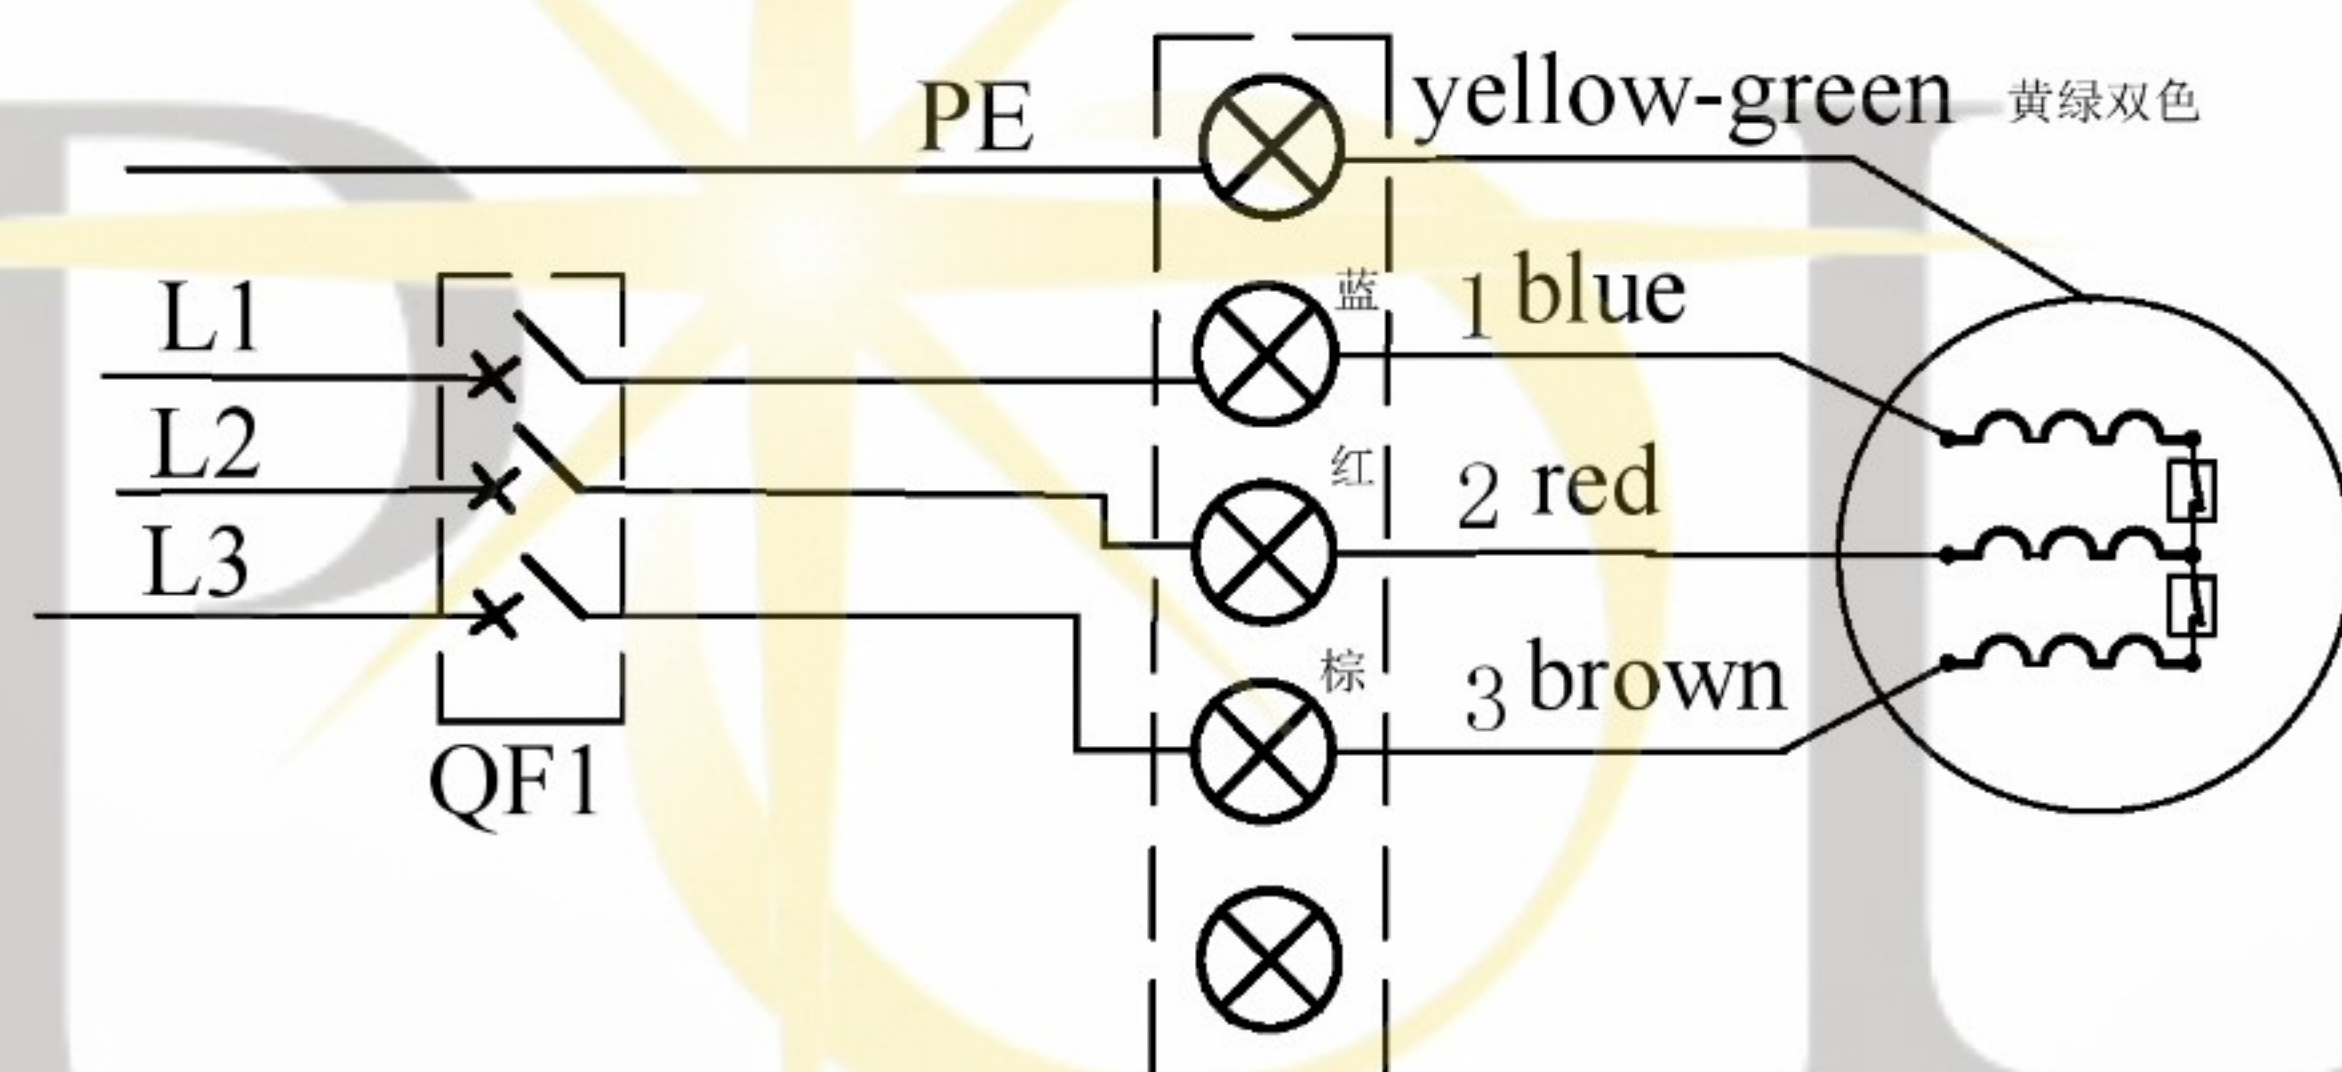 PE
yellow-green 黄绿双色
L1
蓝 1 blue
L2
红 2 red
L3
棕 3 brown
QF1